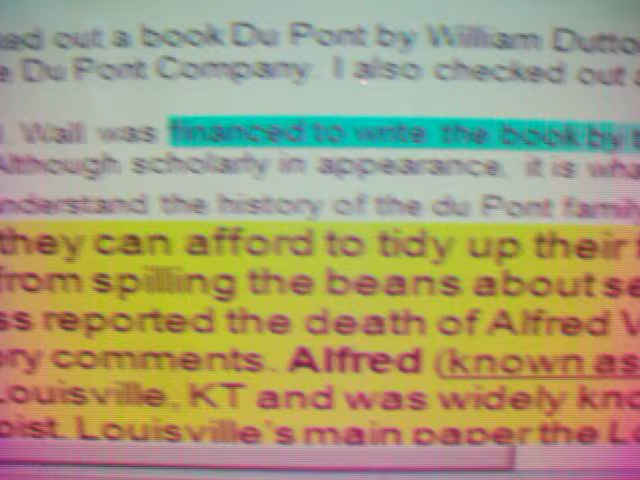 out a book Du Pont by William Dutto
Du Pont Company. I also checked out
Wall was financed to write the book by
Although scholarly in appearance, it is wha
nderstand the history of the du Pont family
they can afford to tidy up their
from spilling the beans about se
ss reported the death of Alfred V
ry comments. Alfred (known as
Louisville, KT and was widely kno
pist. Louisville's main paper the Lo